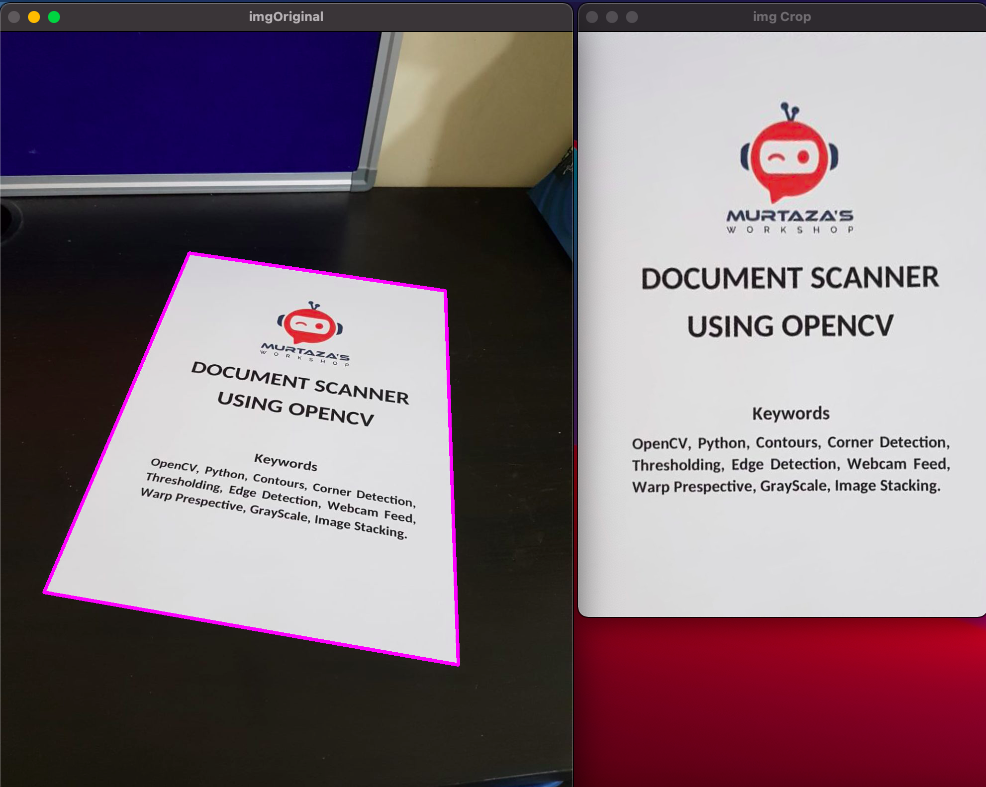 imgOriginal
MURTAZA'S
WORKSHOP
DOCUMENT SCANNER
USING OPENCV
Keywords
OpenCV, Python, Contours, Corner Detection,
Thresholding, Edge Detection, Webcam Feed,
Warp Prespective, GrayScale, Image Stacking.
img Crop
MURTAZA'S
WORKSHOP
DOCUMENT SCANNER
USING OPENCV
Keywords
OpenCV, Python, Contours, Corner Detection,
Thresholding, Edge Detection, Webcam Feed,
Warp Prespective, GrayScale, Image Stacking.